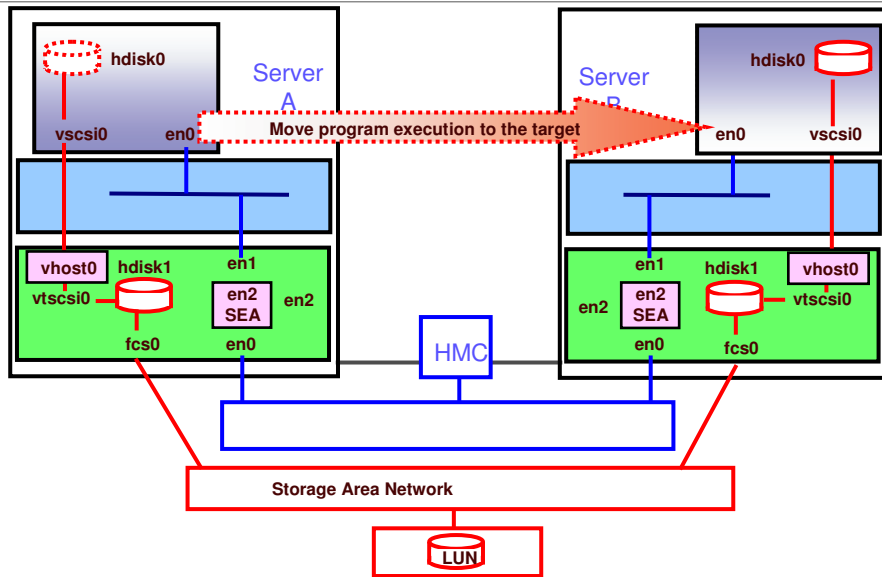 hdisk0
Server
A
vscsi0
en0
Move program execution to the target
Server
B
hdisk0
en0
vscsi0
vhost0
hdisk1
vtscsi0
en1
en2
SEA
en2
fcs0
en0
HMC
en1
hdisk1
vhost0
en2
en2
SEA
vtscsi0
en0
fcs0
Storage Area Network
LUN